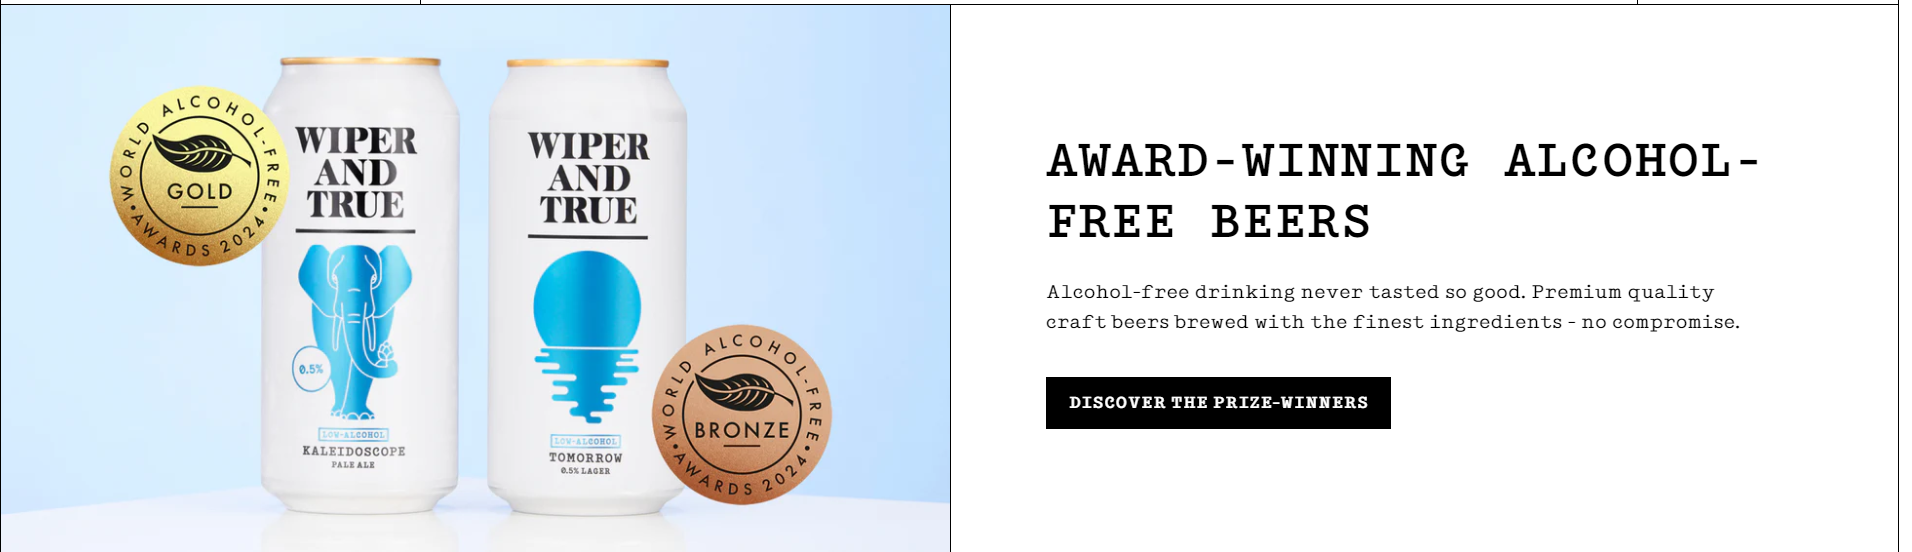 WORLD ALCOHOL-FREE
GOLD
• AWARDS 2024 •
WIPER
AND
TRUE
0.5%
LOW-ALCOHOL
KALEIDOSCOPE
PALE ALE
WIPER
AND
TRUE
LOW-ALCOHOL
TOMORROW
0.5% LAGER
WORLD ALCOHOL-FREE
BRONZE
• AWARDS 2024 •
AWARD-WINNING ALCOHOL-
FREE BEERS
Alcohol-free drinking never tasted so good. Premium quality
craft beers brewed with the finest ingredients - no compromise.
DISCOVER THE PRIZE-WINNERS